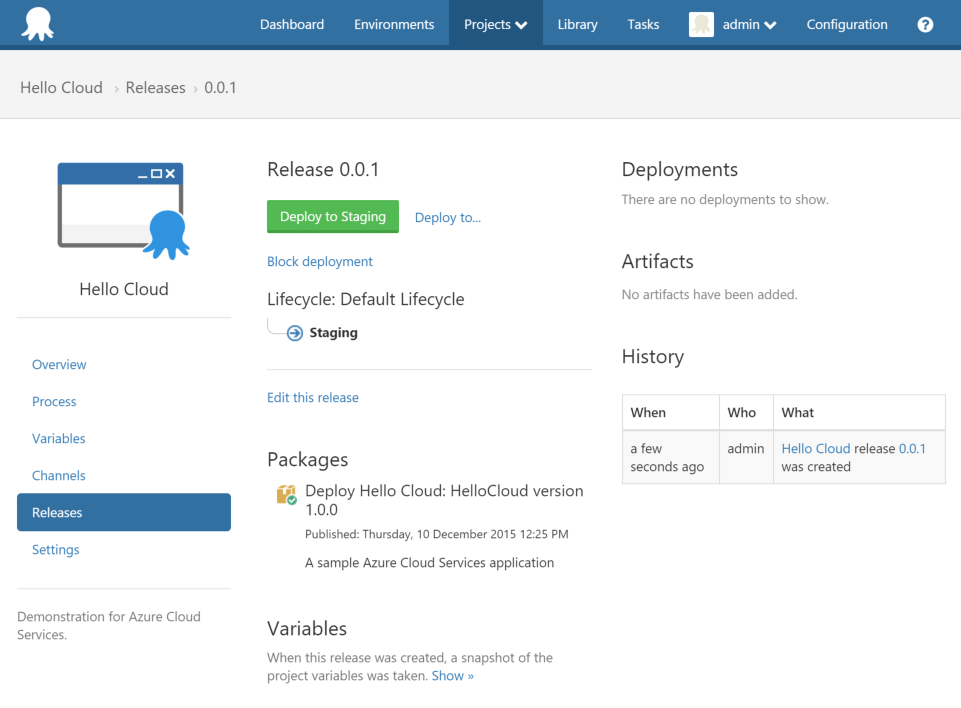 Dashboard Environments Projects Library Tasks admin Configuration ?
Hello Cloud › Releases › 0.0.1
Hello Cloud
Overview
Process
Variables
Channels
Releases
Settings
Demonstration for Azure Cloud
Services.
Release 0.0.1
Deploy to Staging Deploy to...
Block deployment
Lifecycle: Default Lifecycle
Staging
Edit this release
Packages
Deploy Hello Cloud: HelloCloud version
1.0.0
Published: Thursday, 10 December 2015 12:25 PM
A sample Azure Cloud Services application
Variables
When this release was created, a snapshot of the
project variables was taken. Show »
Deployments
There are no deployments to show.
Artifacts
No artifacts have been added.
History
When Who What
a few admin Hello Cloud release 0.0.1
seconds ago was created